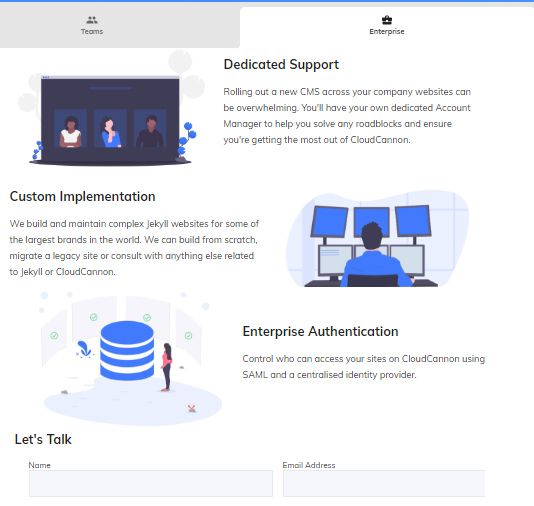 Teams
Enterprise
Dedicated Support
Rolling out a new CMS across your company websites can
be overwhelming. You'll have your own dedicated Account
Manager to help you solve any roadblocks and ensure
you're getting the most out of CloudCannon.
Custom Implementation
We build and maintain complex Jekyll websites for some of
the largest brands in the world. We can build from scratch,
migrate a legacy site or consult with anything else related
to Jekyll or CloudCannon.
Enterprise Authentication
Control who can access your sites on CloudCannon using
SAML and a centralised identity provider.
Let's Talk
Name
Email Address